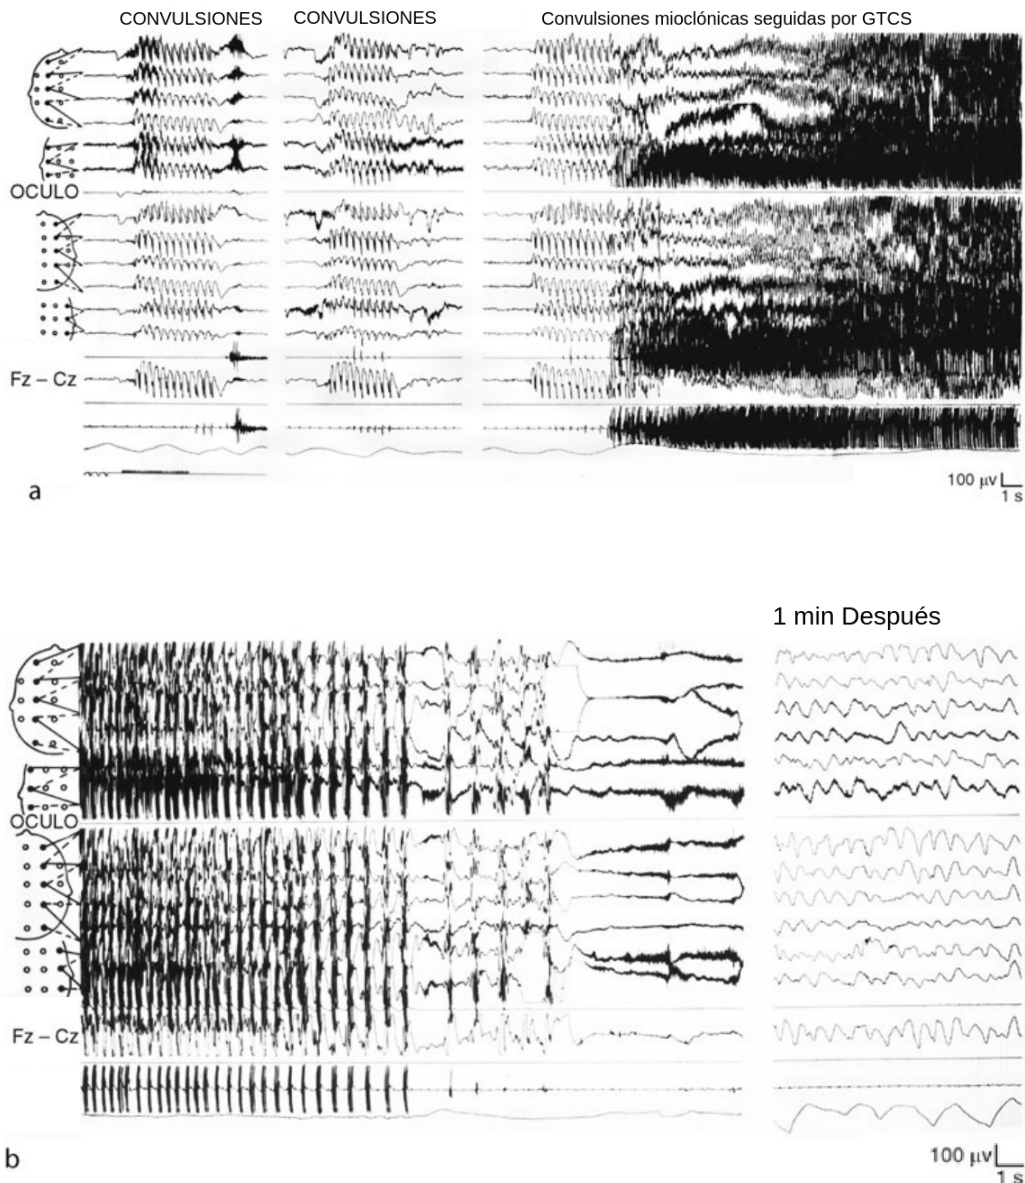 CONVULSIONES
CONVULSIONES
Convulsiones mioclónicas seguidas por GTCS
OCULO
Fz – Cz
100 μv
1 s
a
1 min Después
OCULO
Fz – Cz
100 μv
1 s
b